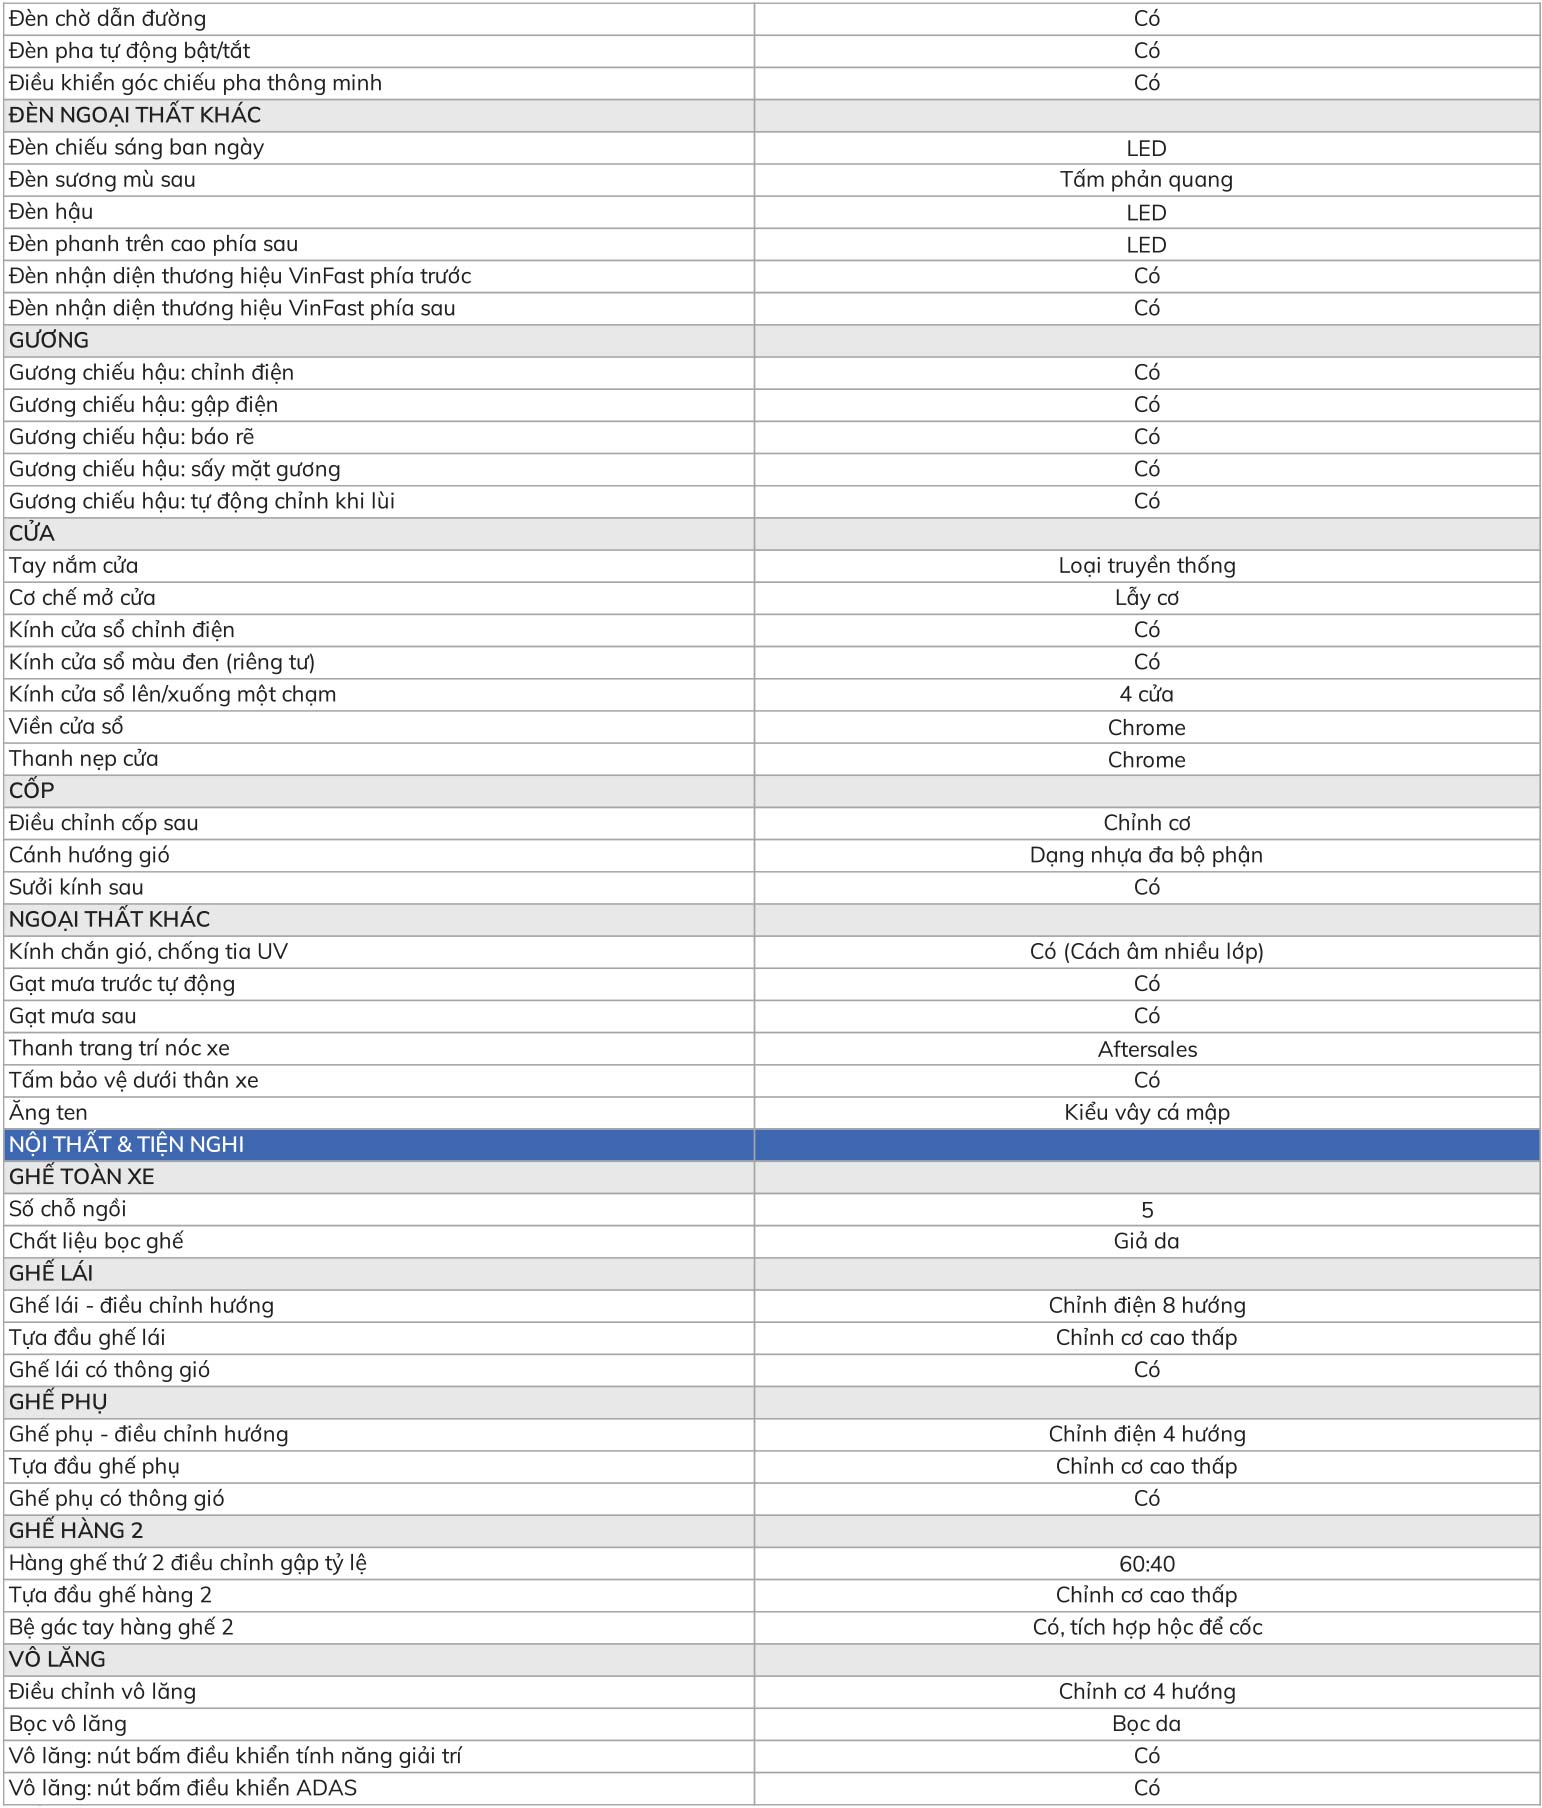 Đèn chờ dẫn đường Có
Đèn pha tự động bật/tắt Có
Điều khiển góc chiếu pha thông minh Có
ĐÈN NGOẠI THẤT KHÁC
Đèn chiếu sáng ban ngày LED
Đèn sương mù sau Tấm phản quang
Đèn hậu LED
Đèn phanh trên cao phía sau LED
Đèn nhận diện thương hiệu VinFast phía trước Có
Đèn nhận diện thương hiệu VinFast phía sau Có
GƯƠNG
Gương chiếu hậu: chỉnh điện Có
Gương chiếu hậu: gập điện Có
Gương chiếu hậu: báo rẽ Có
Gương chiếu hậu: sấy mặt gương Có
Gương chiếu hậu: tự động chỉnh khi lùi Có
CỬA
Tay nắm cửa Loại truyền thống
Cơ chế mở cửa Lẫy cơ
Kính cửa sổ chỉnh điện Có
Kính cửa sổ màu đen (riêng tư) Có
Kính cửa sổ lên/xuống một chạm 4 cửa
Viền cửa sổ Chrome
Thanh nẹp cửa Chrome
CỐP
Điều chỉnh cốp sau Chỉnh cơ
Cánh hướng gió Dạng nhựa đa bộ phận
Sưởi kính sau Có
NGOẠI THẤT KHÁC
Kính chắn gió, chống tia UV Có (Cách âm nhiều lớp)
Gạt mưa trước tự động Có
Gạt mưa sau Có
Thanh trang trí nóc xe Aftersales
Tấm bảo vệ dưới thân xe Có
Ăng ten Kiểu vây cá mập
NỘI THẤT & TIỆN NGHI
GHẾ TOÀN XE
Số chỗ ngồi 5
Chất liệu bọc ghế Giả da
GHẾ LÁI
Ghế lái - điều chỉnh hướng Chỉnh điện 8 hướng
Tựa đầu ghế lái Chỉnh cơ cao thấp
Ghế lái có thông gió Có
GHẾ PHỤ
Ghế phụ - điều chỉnh hướng Chỉnh điện 4 hướng
Tựa đầu ghế phụ Chỉnh cơ cao thấp
Ghế phụ có thông gió Có
GHẾ HÀNG 2
Hàng ghế thứ 2 điều chỉnh gập tỷ lệ 60:40
Tựa đầu ghế hàng 2 Chỉnh cơ cao thấp
Bệ gác tay hàng ghế 2 Có, tích hợp hộc để cốc
VÔ LĂNG
Điều chỉnh vô lăng Chỉnh cơ 4 hướng
Bọc vô lăng Bọc da
Vô lăng: nút bấm điều khiển tính năng giải trí Có
Vô lăng: nút bấm điều khiển ADAS Có